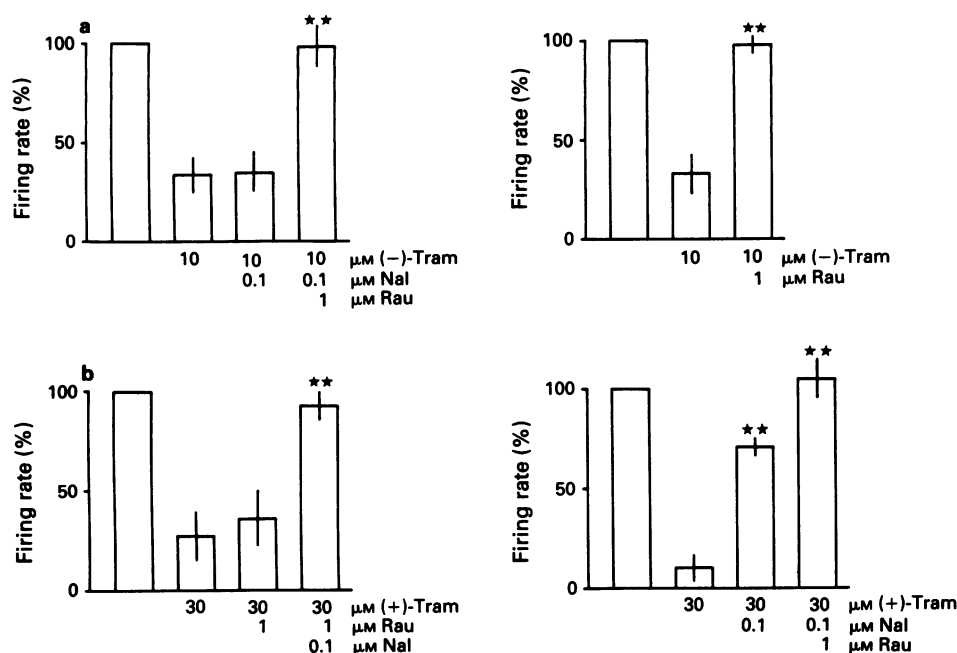 a
★★
100
50
0
Firing rate (%)
10 10 10 μM (−)-Tram
0.1 0.1 μM Nal
1 μM Rau
★★
100
50
0
Firing rate (%)
10 10 μM (−)-Tram
1 μM Rau
b
★★
100
50
0
Firing rate (%)
30 30 30 μM (+)-Tram
1 1 μM Rau
0.1 μM Nal
★★
★★
100
50
0
Firing rate (%)
30 30 30 μM (+)-Tram
0.1 0.1 μM Nal
1 μM Rau